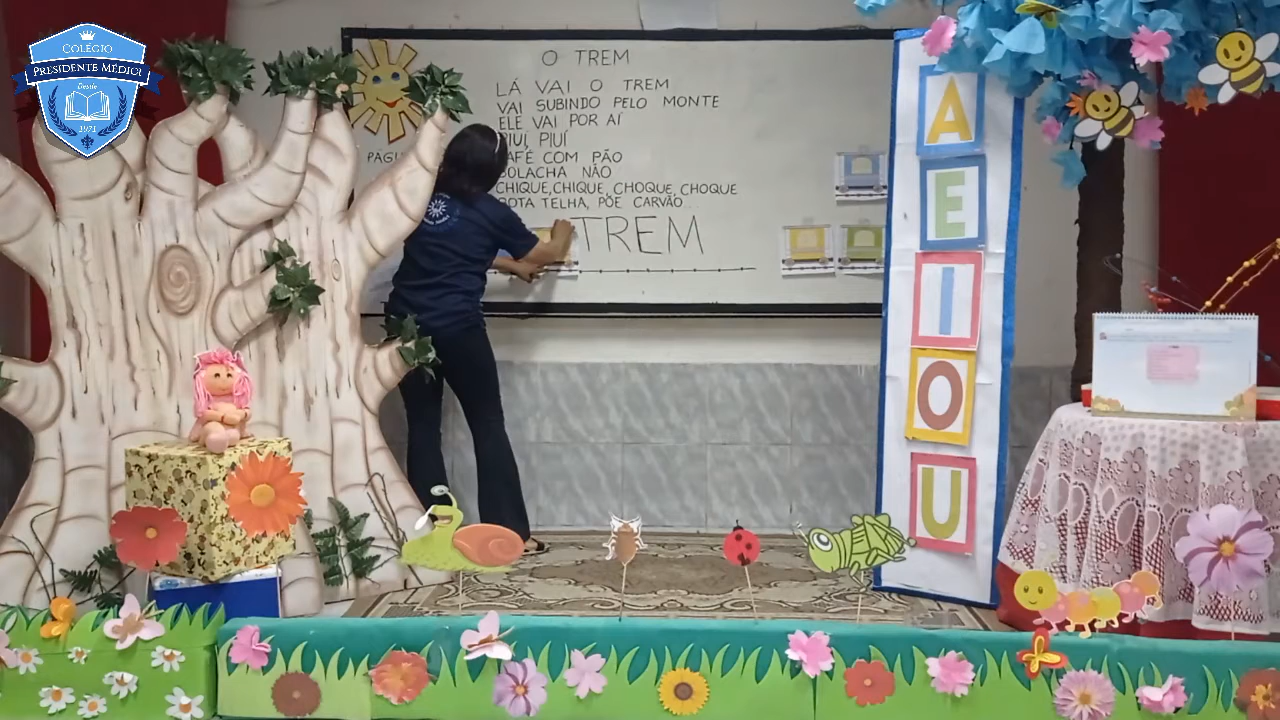 COLÉGIO
PRESIDENTE MÉDICI
Desde
1971
O TREM
LÁ VAI O TREM
VAI SUBINDO PELO MONTE
ELE VAI POR AÍ
PIUÍ, PIUÍ
CAFÉ COM PÃO
BOLACHA NÃO
CHIQUE, CHIQUE, CHOQUE, CHOQUE
BOTA TELHA, PÕE CARVÃO
TREM
A
E
I
O
U